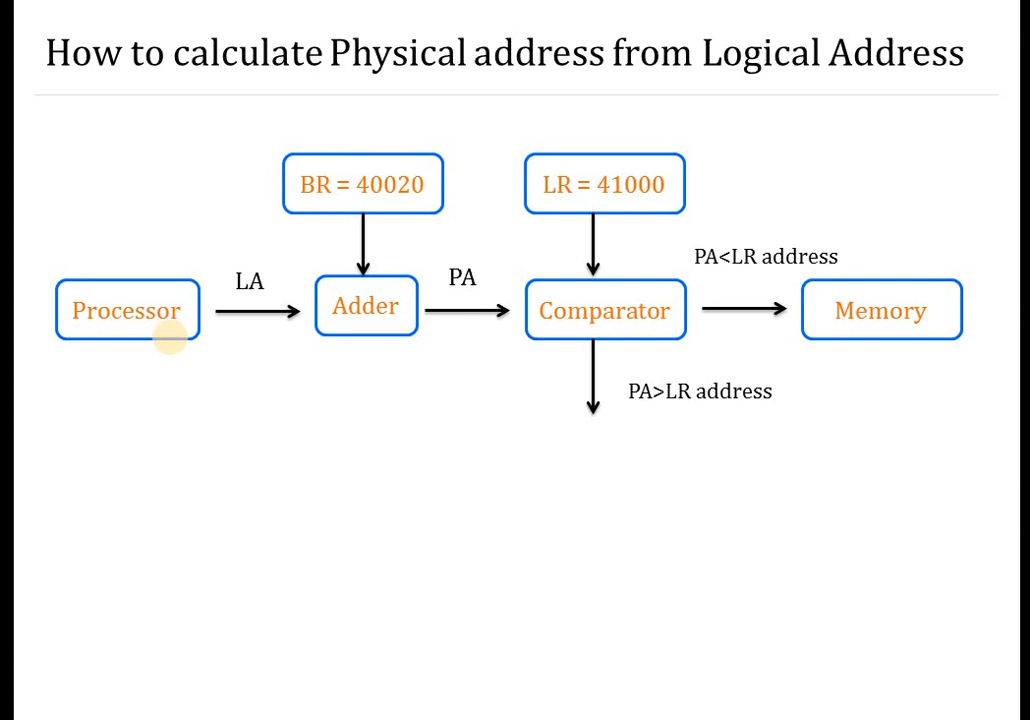 How to calculate Physical address from Logical Address
BR = 40020
LR = 41000
PA<LR address
LA
PA
Processor
Adder
Comparator
Memory
PA>LR address